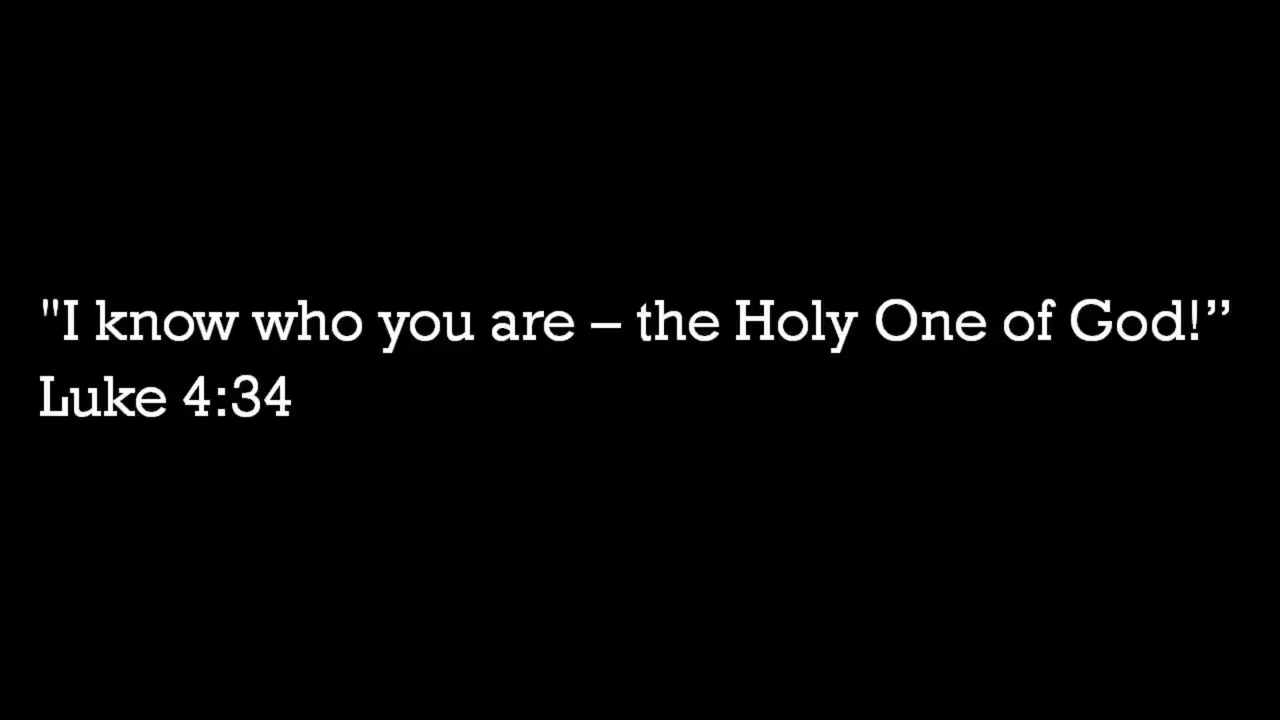 "I know who you are – the Holy One of God!”
Luke 4:34